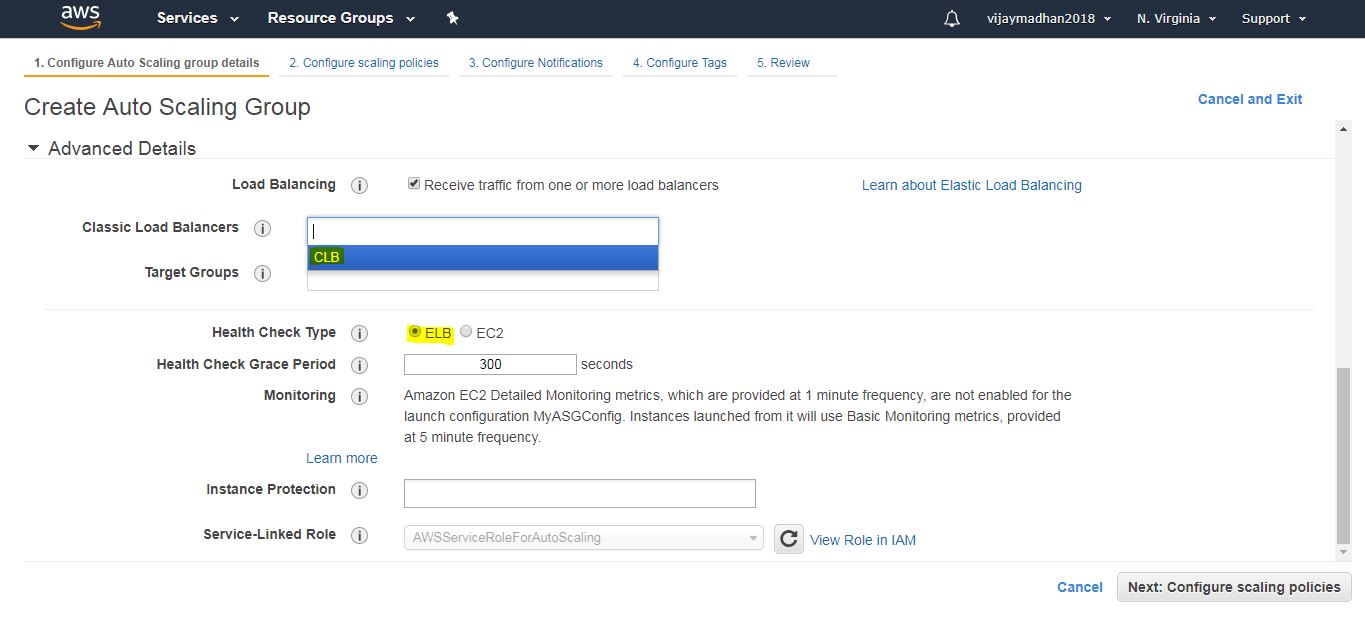 aws Services Resource Groups vijaymadhan2018 N. Virginia Support
1. Configure Auto Scaling group details 2. Configure scaling policies 3. Configure Notifications 4. Configure Tags 5. Review
Create Auto Scaling Group
Cancel and Exit
Advanced Details
Load Balancing i Receive traffic from one or more load balancers Learn about Elastic Load Balancing
Classic Load Balancers i
CLB
Target Groups i
Health Check Type i ELB EC2
Health Check Grace Period i 300 seconds
Monitoring i Amazon EC2 Detailed Monitoring metrics, which are provided at 1 minute frequency, are not enabled for the
launch configuration MyASGConfig. Instances launched from it will use Basic Monitoring metrics, provided
at 5 minute frequency.
Learn more
Instance Protection i
Service-Linked Role i AWSServiceRoleForAutoScaling View Role in IAM
Cancel Next: Configure scaling policies